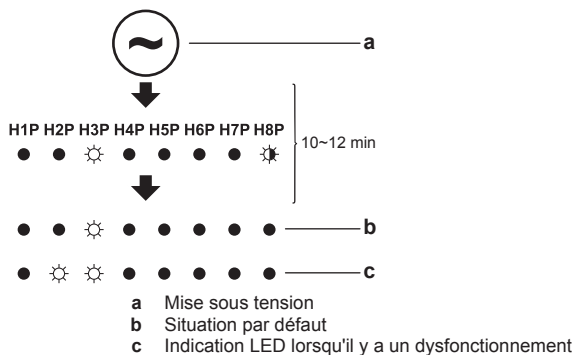 a
H1P H2P H3P H4P H5P H6P H7P H8P
10~12 min
b
c
a Mise sous tension
b Situation par défaut
c Indication LED lorsqu'il y a un dysfonctionnement